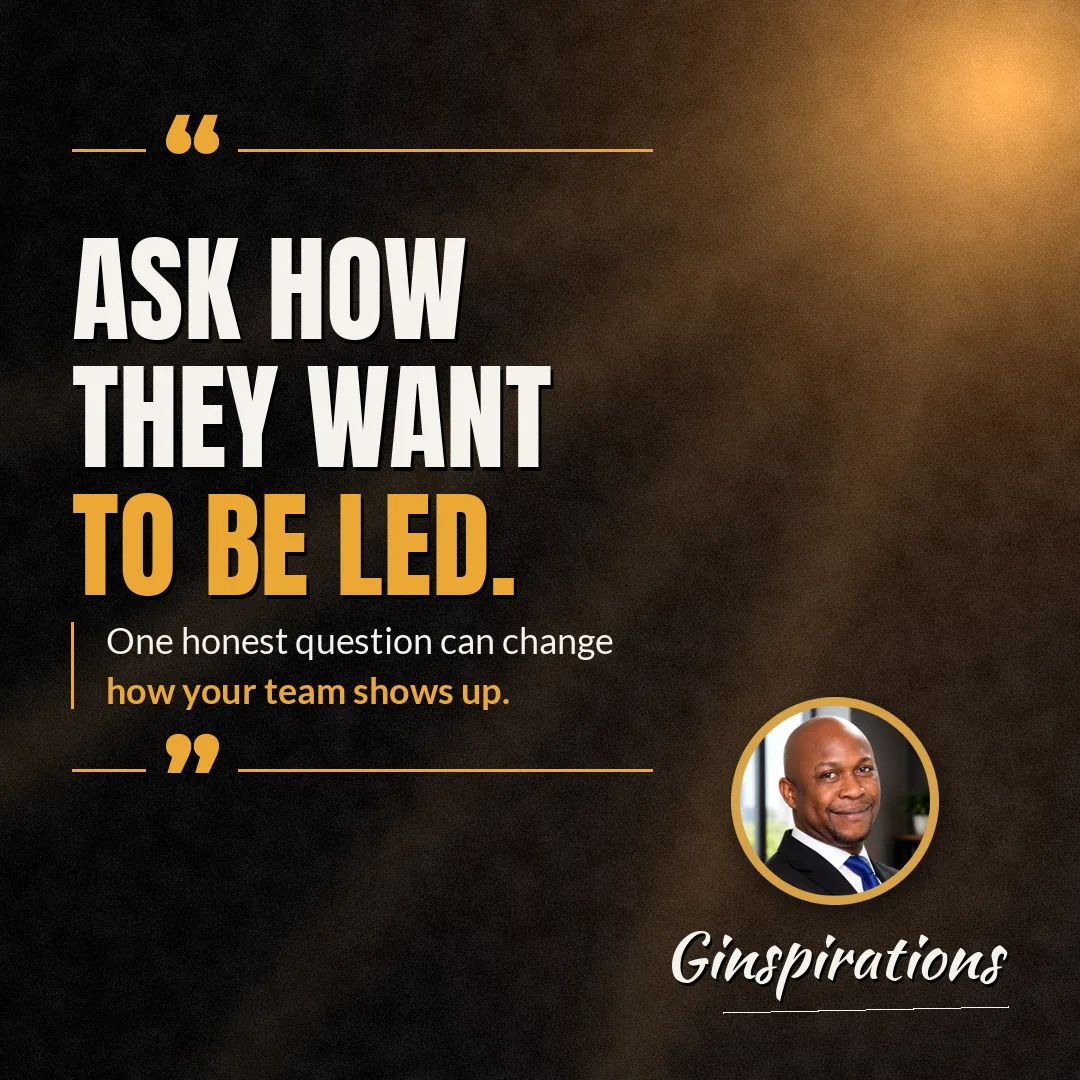 “
ASK HOW
THEY WANT
TO BE LED.
One honest question can change
how your team shows up.
”
Ginspirations